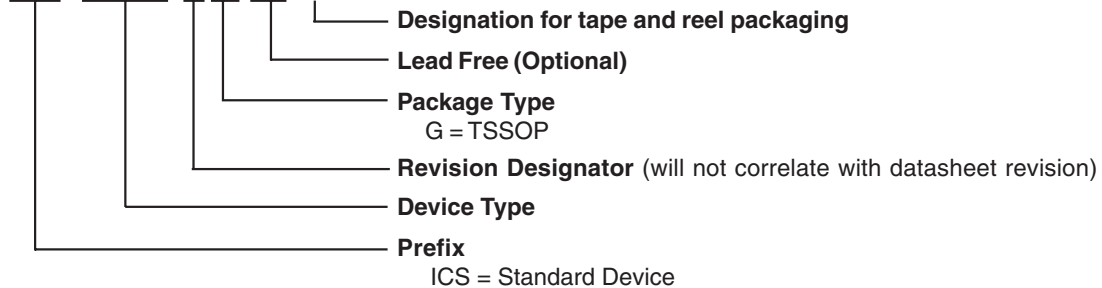 Designation for tape and reel packaging
Lead Free (Optional)
Package Type
G = TSSOP
Revision Designator (will not correlate with datasheet revision)
Device Type
Prefix
ICS = Standard Device